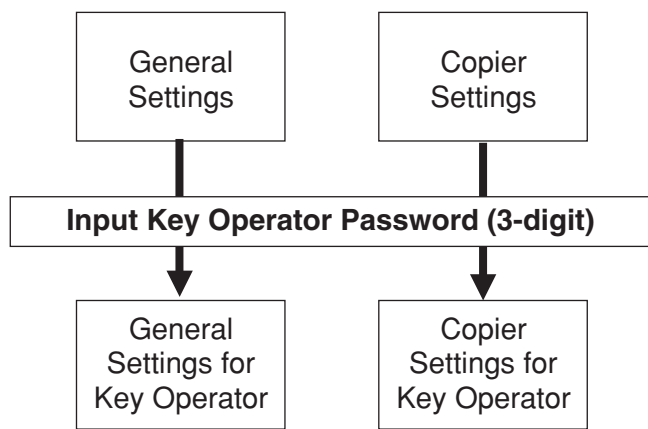 General
Settings
Copier
Settings
Input Key Operator Password (3-digit)
General
Settings for
Key Operator
Copier
Settings for
Key Operator